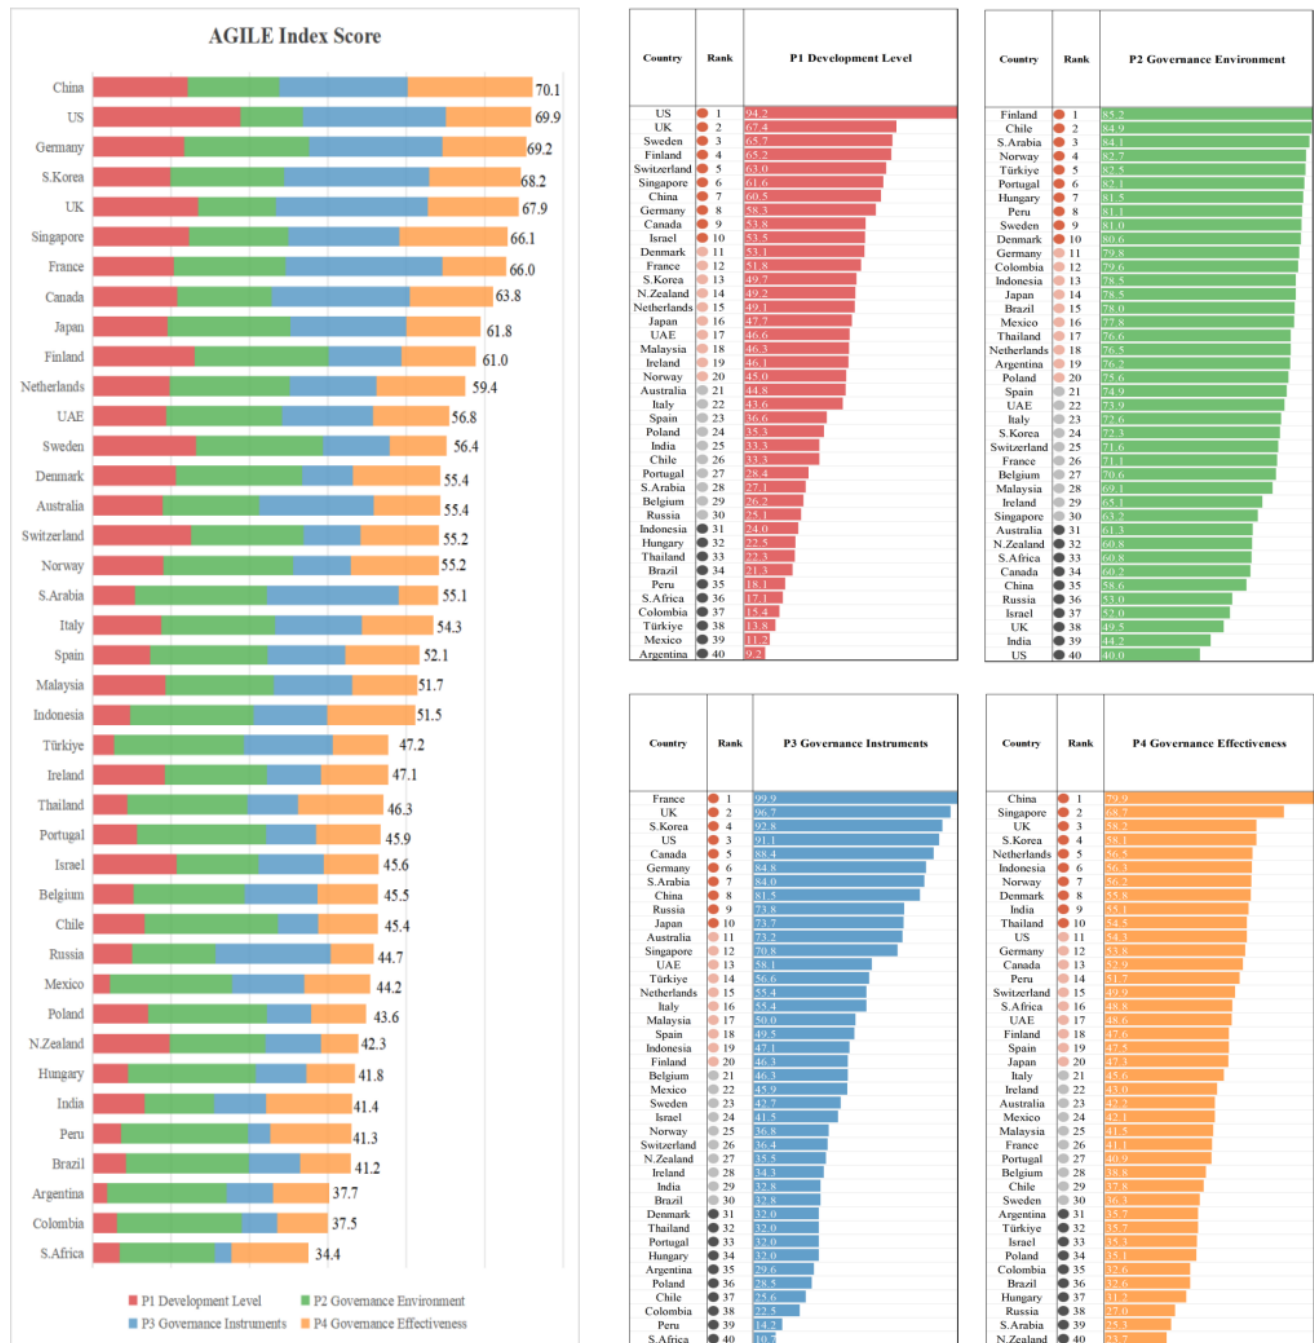 AGILE Index Score
China 70.1
US 69.9
Germany 69.2
S.Korea 68.2
UK 67.9
Singapore 66.1
France 66.0
Canada 63.8
Japan 61.8
Finland 61.0
Netherlands 59.4
UAE 56.8
Sweden 56.4
Denmark 55.4
Australia 55.4
Switzerland 55.2
Norway 55.2
S.Arabia 55.1
Italy 54.3
Spain 52.1
Malaysia 51.7
Indonesia 51.5
Türkiye 47.2
Ireland 47.1
Thailand 46.3
Portugal 45.9
Israel 45.6
Belgium 45.5
Chile 45.4
Russia 44.7
Mexico 44.2
Poland 43.6
N.Zealand 42.3
Hungary 41.8
India 41.4
Peru 41.3
Brazil 41.2
Argentina 37.7
Colombia 37.5
S.Africa 34.4
P1 Development Level P2 Governance Environment
P3 Governance Instruments P4 Governance Effectiveness
Country Rank P1 Development Level
US 1 94.2
UK 2 67.4
Sweden 3 65.7
Finland 4 65.2
Switzerland 5 63.0
Singapore 6 61.6
China 7 60.5
Germany 8 58.3
Canada 9 53.8
Israel 10 53.5
Denmark 11 53.1
France 12 51.8
S.Korea 13 49.7
N.Zealand 14 49.2
Netherlands 15 49.1
Japan 16 47.7
UAE 17 46.6
Malaysia 18 46.3
Ireland 19 46.1
Norway 20 45.0
Australia 21 44.8
Italy 22 43.6
Spain 23 36.6
Poland 24 35.3
India 25 33.3
Chile 26 33.3
Portugal 27 28.4
S.Arabia 28 27.1
Belgium 29 26.2
Russia 30 25.1
Indonesia 31 24.0
Hungary 32 22.5
Thailand 33 22.3
Brazil 34 21.3
Peru 35 18.1
S.Africa 36 17.1
Colombia 37 15.4
Türkiye 38 13.8
Mexico 39 11.2
Argentina 40 9.2
Country Rank P2 Governance Environment
Finland 1 85.2
Chile 2 84.9
S.Arabia 3 84.1
Norway 4 82.7
Türkiye 5 82.5
Portugal 6 82.1
Hungary 7 81.5
Peru 8 81.1
Sweden 9 81.0
Denmark 10 80.6
Germany 11 79.8
Colombia 12 79.6
Indonesia 13 78.5
Japan 14 78.5
Brazil 15 78.0
Mexico 16 77.8
Thailand 17 76.6
Netherlands 18 76.5
Argentina 19 76.2
Poland 20 75.6
Spain 21 74.9
UAE 22 73.9
Italy 23 72.6
S.Korea 24 72.3
Switzerland 25 71.6
France 26 71.1
Belgium 27 70.6
Malaysia 28 69.1
Ireland 29 65.1
Singapore 30 63.2
Australia 31 61.3
N.Zealand 32 60.8
S.Africa 33 60.8
Canada 34 60.2
China 35 58.6
Russia 36 53.0
Israel 37 52.0
UK 38 49.5
India 39 44.2
US 40 40.0
Country Rank P3 Governance Instruments
France 1 99.9
UK 2 96.7
S.Korea 4 92.8
US 3 91.1
Canada 5 88.4
Germany 6 84.8
S.Arabia 7 84.0
China 8 81.5
Russia 9 73.8
Japan 10 73.7
Australia 11 73.2
Singapore 12 70.8
UAE 13 58.1
Türkiye 14 56.6
Netherlands 15 55.4
Italy 16 55.4
Malaysia 17 50.0
Spain 18 49.5
Indonesia 19 47.1
Finland 20 46.3
Belgium 21 46.3
Mexico 22 45.9
Sweden 23 42.7
Israel 24 41.5
Norway 25 36.8
Switzerland 26 36.4
N.Zealand 27 35.5
Ireland 28 34.3
India 29 32.8
Brazil 30 32.8
Denmark 31 32.0
Thailand 32 32.0
Portugal 33 32.0
Hungary 34 32.0
Argentina 35 29.6
Poland 36 28.5
Chile 37 25.6
Colombia 38 22.5
Peru 39 14.2
S.Africa 40 10.7
Country Rank P4 Governance Effectiveness
China 1 79.9
Singapore 2 68.7
UK 3 58.2
S.Korea 4 58.1
Netherlands 5 56.5
Indonesia 6 56.3
Norway 7 56.2
Denmark 8 55.8
India 9 55.1
Thailand 10 54.5
US 11 54.3
Germany 12 53.8
Canada 13 52.9
Peru 14 51.7
Switzerland 15 49.9
S.Africa 16 48.8
UAE 17 48.6
Finland 18 47.6
Spain 19 47.5
Japan 20 47.3
Italy 21 45.6
Ireland 22 43.0
Australia 23 42.2
Mexico 24 42.1
Malaysia 25 41.5
France 26 41.1
Portugal 27 40.9
Belgium 28 38.8
Chile 29 37.8
Sweden 30 36.3
Argentina 31 35.7
Türkiye 32 35.7
Israel 33 35.3
Poland 34 35.1
Colombia 35 32.6
Brazil 36 32.6
Hungary 37 31.2
Russia 38 27.0
S.Arabia 39 25.3
N.Zealand 40 23.7